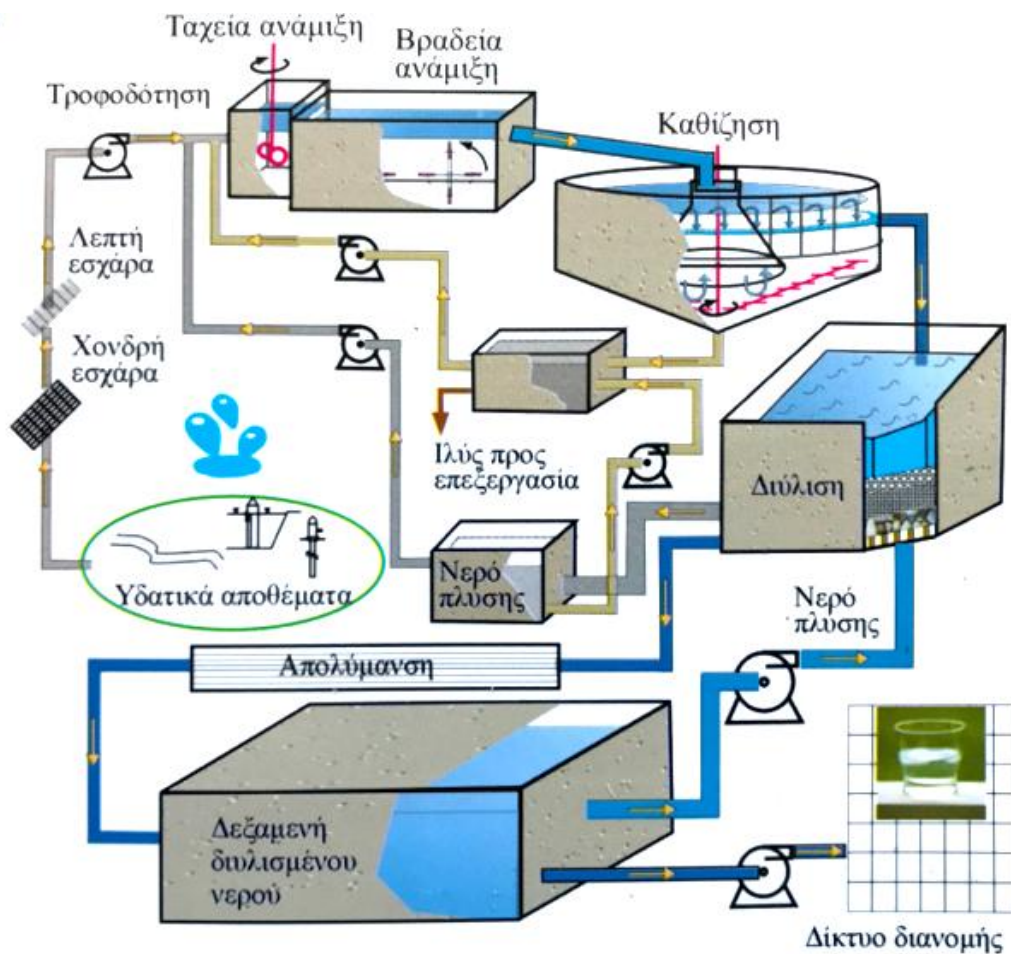 Ταχεία ανάμιξη
Βραδεία
ανάμιξη
Τροφοδότηση
Καθίζηση
Λεπτή
εσχάρα
Χονδρή
εσχάρα
Ιλύς προς
επεξεργασία
Διύλιση
Νερό
πλύσης
Υδατικά αποθέματα
Νερό
πλύσης
Απολύμανση
Δεξαμενή
διυλισμένου
νερού
Δίκτυο διανομής